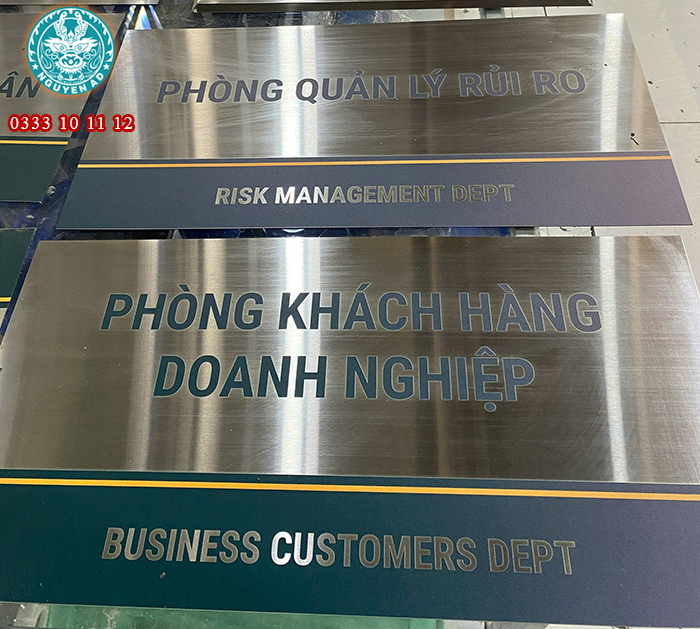 NGUYEN AD
0333 10 11 12
ÂN
PHÒNG QUẢN LÝ RỦI RO
RISK MANAGEMENT DEPT
PHÒNG KHÁCH HÀNG
DOANH NGHIỆP
BUSINESS CUSTOMERS DEPT